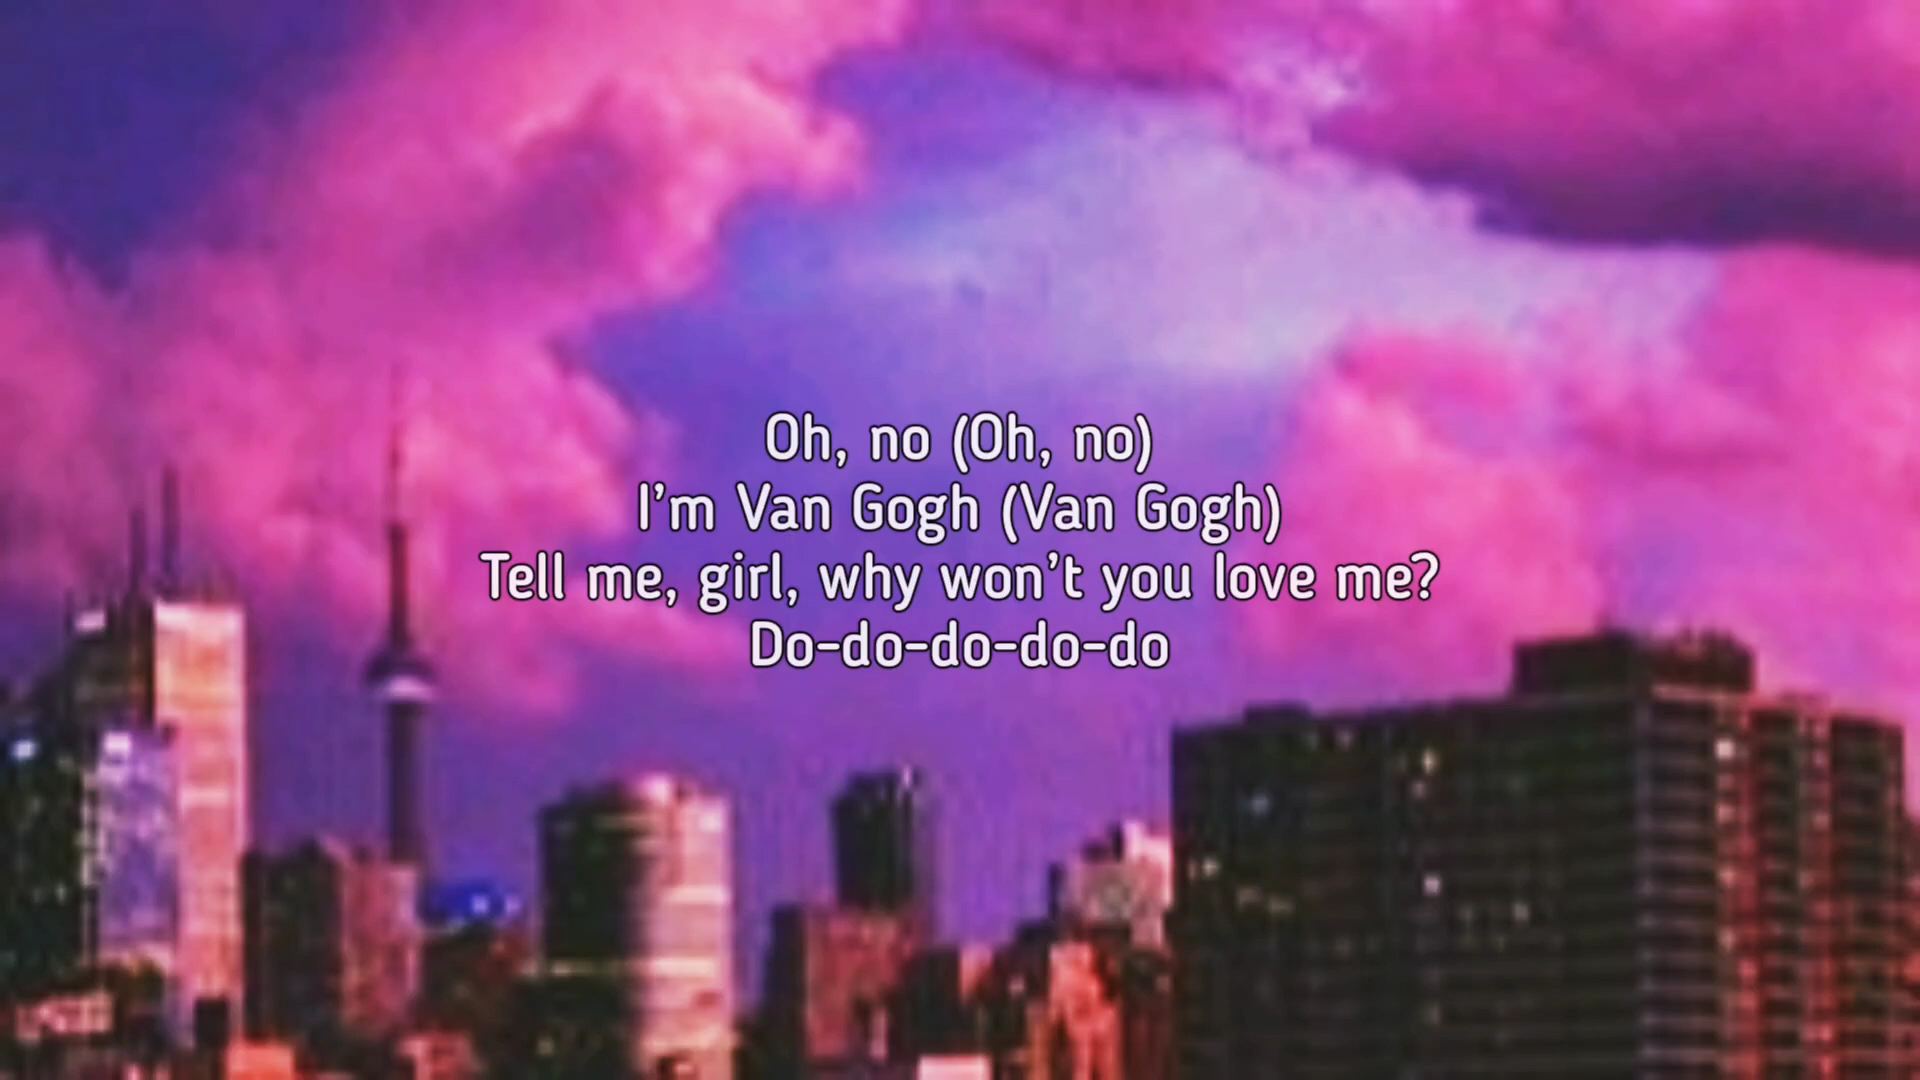 Oh, no (Oh, no)
I'm Van Gogh (Van Gogh)
Tell me, girl, why won't you love me?
Do-do-do-do-do